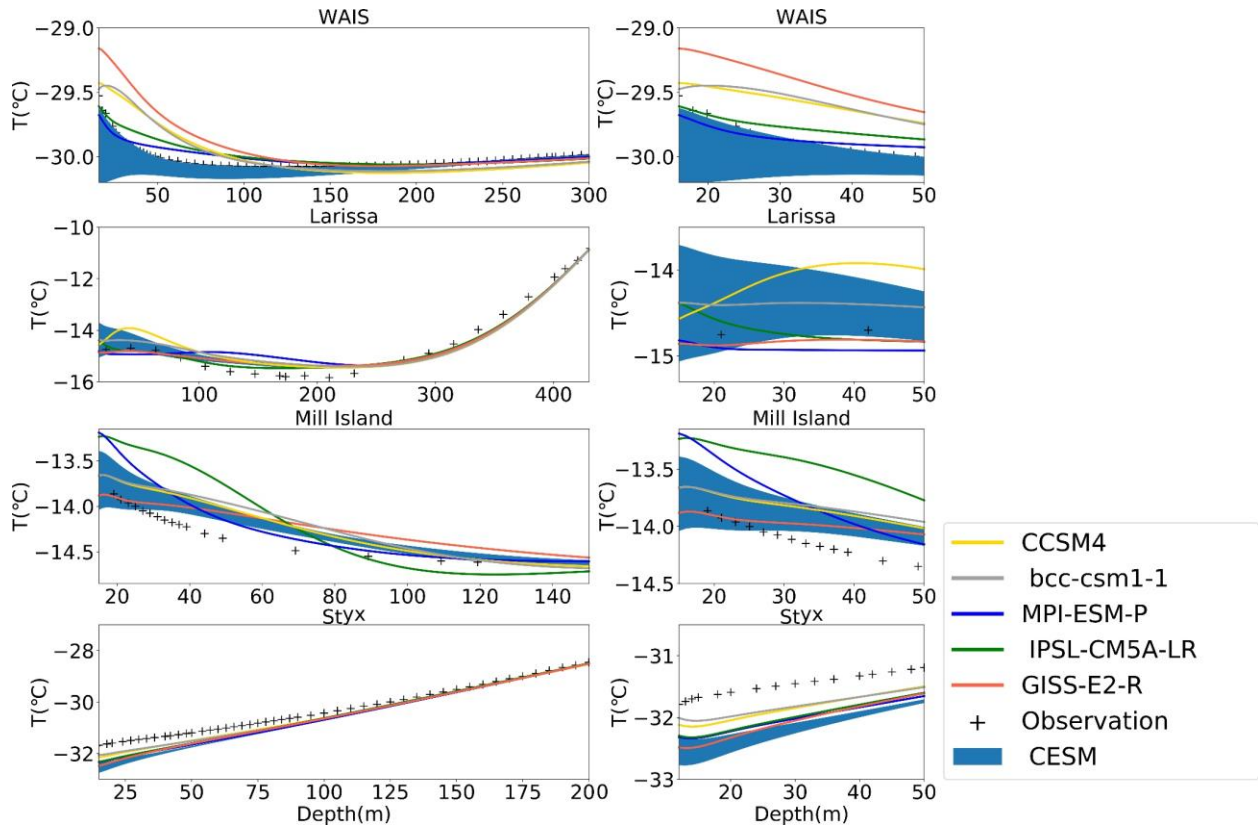 WAIS
−29.0
−29.5
−30.0
T(°C)
50 100 150 200 250 300
WAIS
−29.0
−29.5
−30.0
T(°C)
20 30 40 50
Larissa
−10
−12
−14
−16
T(°C)
100 200 300 400
Larissa
−14
−15
T(°C)
20 30 40 50
Mill Island
−13.5
−14.0
−14.5
T(°C)
20 40 60 80 100 120 140
Mill Island
−13.5
−14.0
−14.5
T(°C)
20 30 40 50
Styx
−28
−30
−32
T(°C)
25 50 75 100 125 150 175 200
Depth(m)
Styx
−31
−32
−33
T(°C)
20 30 40 50
Depth(m)
CCSM4
bcc-csm1-1
MPI-ESM-P
IPSL-CM5A-LR
GISS-E2-R
Observation
CESM